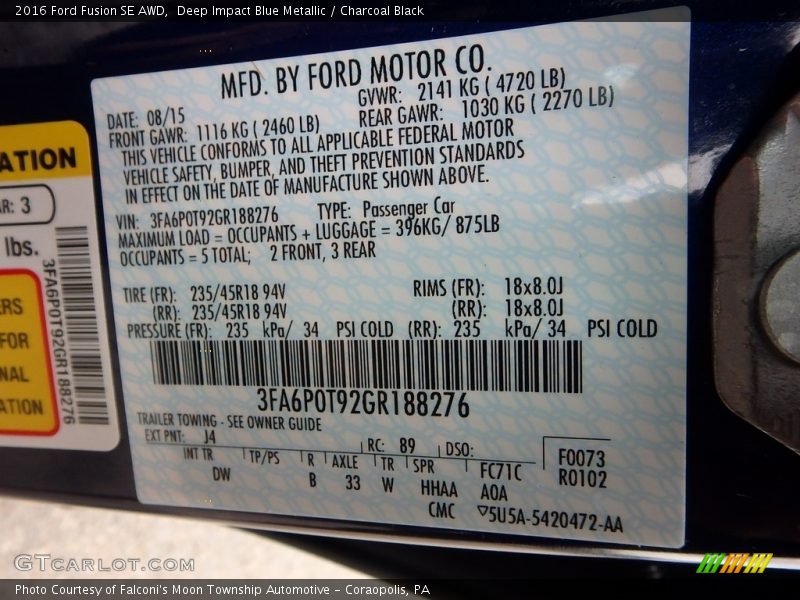 2016 Ford Fusion SE AWD,  Deep Impact Blue Metallic / Charcoal Black
MFD. BY FORD MOTOR CO.
DATE: 08/15
GVWR: 2141 KG ( 4720 LB)
FRONT GAWR: 1116 KG ( 2460 LB)
REAR GAWR: 1030 KG ( 2270 LB)
THIS VEHICLE CONFORMS TO ALL APPLICABLE FEDERAL MOTOR
VEHICLE SAFETY, BUMPER, AND THEFT PREVENTION STANDARDS
IN EFFECT ON THE DATE OF MANUFACTURE SHOWN ABOVE.
VIN: 3FA6P0T92GR188276 TYPE: Passenger Car
MAXIMUM LOAD = OCCUPANTS + LUGGAGE = 396KG/ 875LB
OCCUPANTS = 5 TOTAL; 2 FRONT, 3 REAR
TIRE (FR): 235/45R18 94V RIMS (FR): 18x8.0J
(RR): 235/45R18 94V (RR): 18x8.0J
PRESSURE (FR): 235 kPa/ 34 PSI COLD (RR): 235 kPa/ 34 PSI COLD
3FA6P0T92GR188276
TRAILER TOWING - SEE OWNER GUIDE
EXT PNT: J4 RC: 89 DSO:
INT TR TP/PS R AXLE TR SPR FC71C
DW B 33 W HHAA A0A
CMC ▽5U5A-5420472-AA
F0073
R0102
ATION
AR: 3
lbs.
3FA6P0T92GR188276
ERS
FOR
NAL
ATION
GTCARLOT.COM
Photo Courtesy of Falconi's Moon Township Automotive - Coraopolis, PA